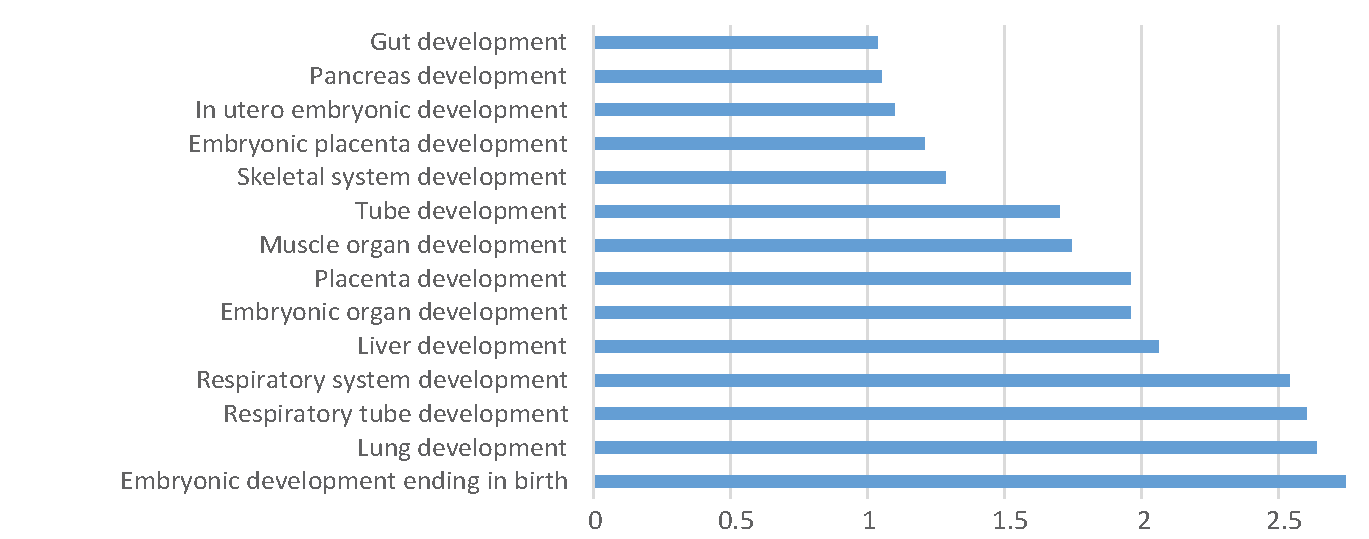 Gut development
Pancreas development
In utero embryonic development
Embryonic placenta development
Skeletal system development
Tube development
Muscle organ development
Placenta development
Embryonic organ development
Liver development
Respiratory system development
Respiratory tube development
Lung development
Embryonic development ending in birth
0 0.5 1 1.5 2 2.5